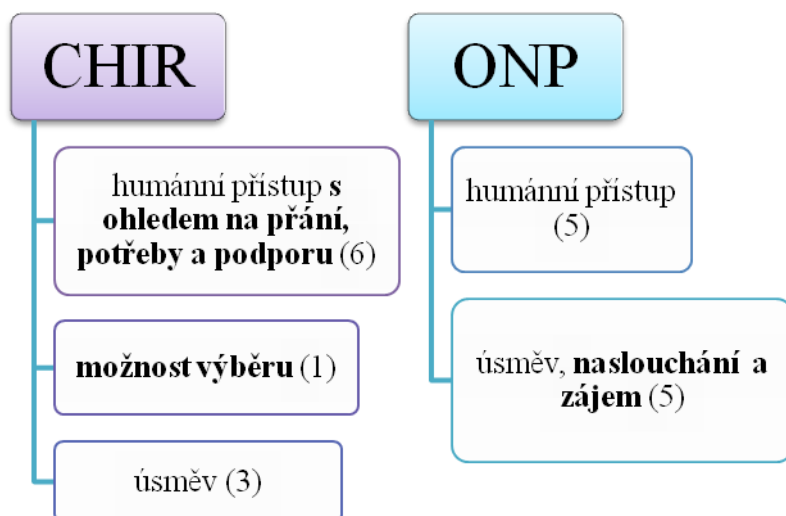 CHIR
humánní přístup s
ohledem na přání,
potřeby a podporu (6)
možnost výběru (1)
úsměv (3)
ONP
humánní přístup
(5)
úsměv, naslouchání a
zájem (5)